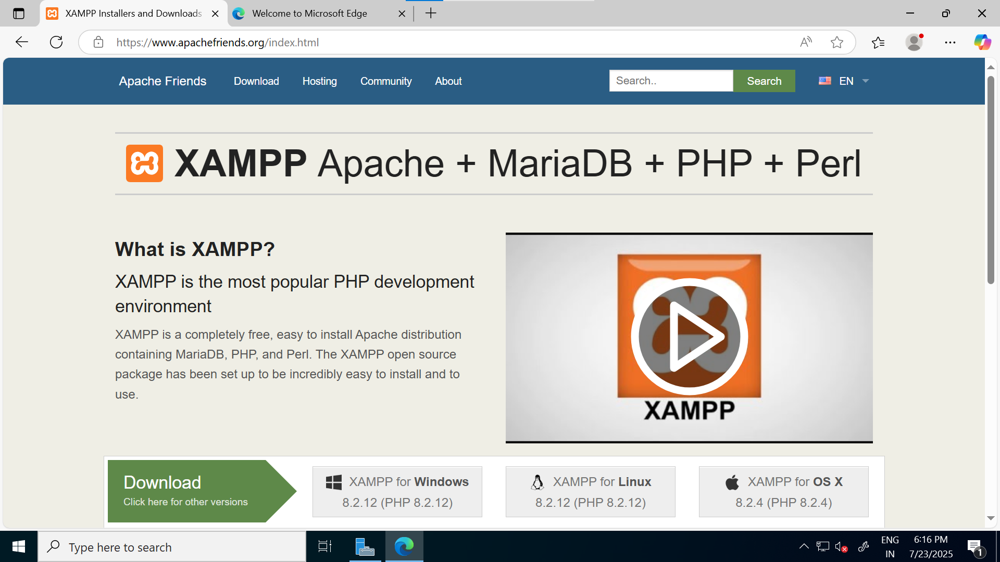 XAMPP Installers and Downloads
Welcome to Microsoft Edge
https://www.apachefriends.org/index.html
Apache Friends Download Hosting Community About Search.. Search EN
XAMPP Apache + MariaDB + PHP + Perl
What is XAMPP?
XAMPP is the most popular PHP development
environment
XAMPP is a completely free, easy to install Apache distribution
containing MariaDB, PHP, and Perl. The XAMPP open source
package has been set up to be incredibly easy to install and to
use.
XAMPP
Download
Click here for other versions
XAMPP for Windows
8.2.12 (PHP 8.2.12)
XAMPP for Linux
8.2.12 (PHP 8.2.12)
XAMPP for OS X
8.2.4 (PHP 8.2.4)
Type here to search
ENG
IN
6:16 PM
7/23/2025
1